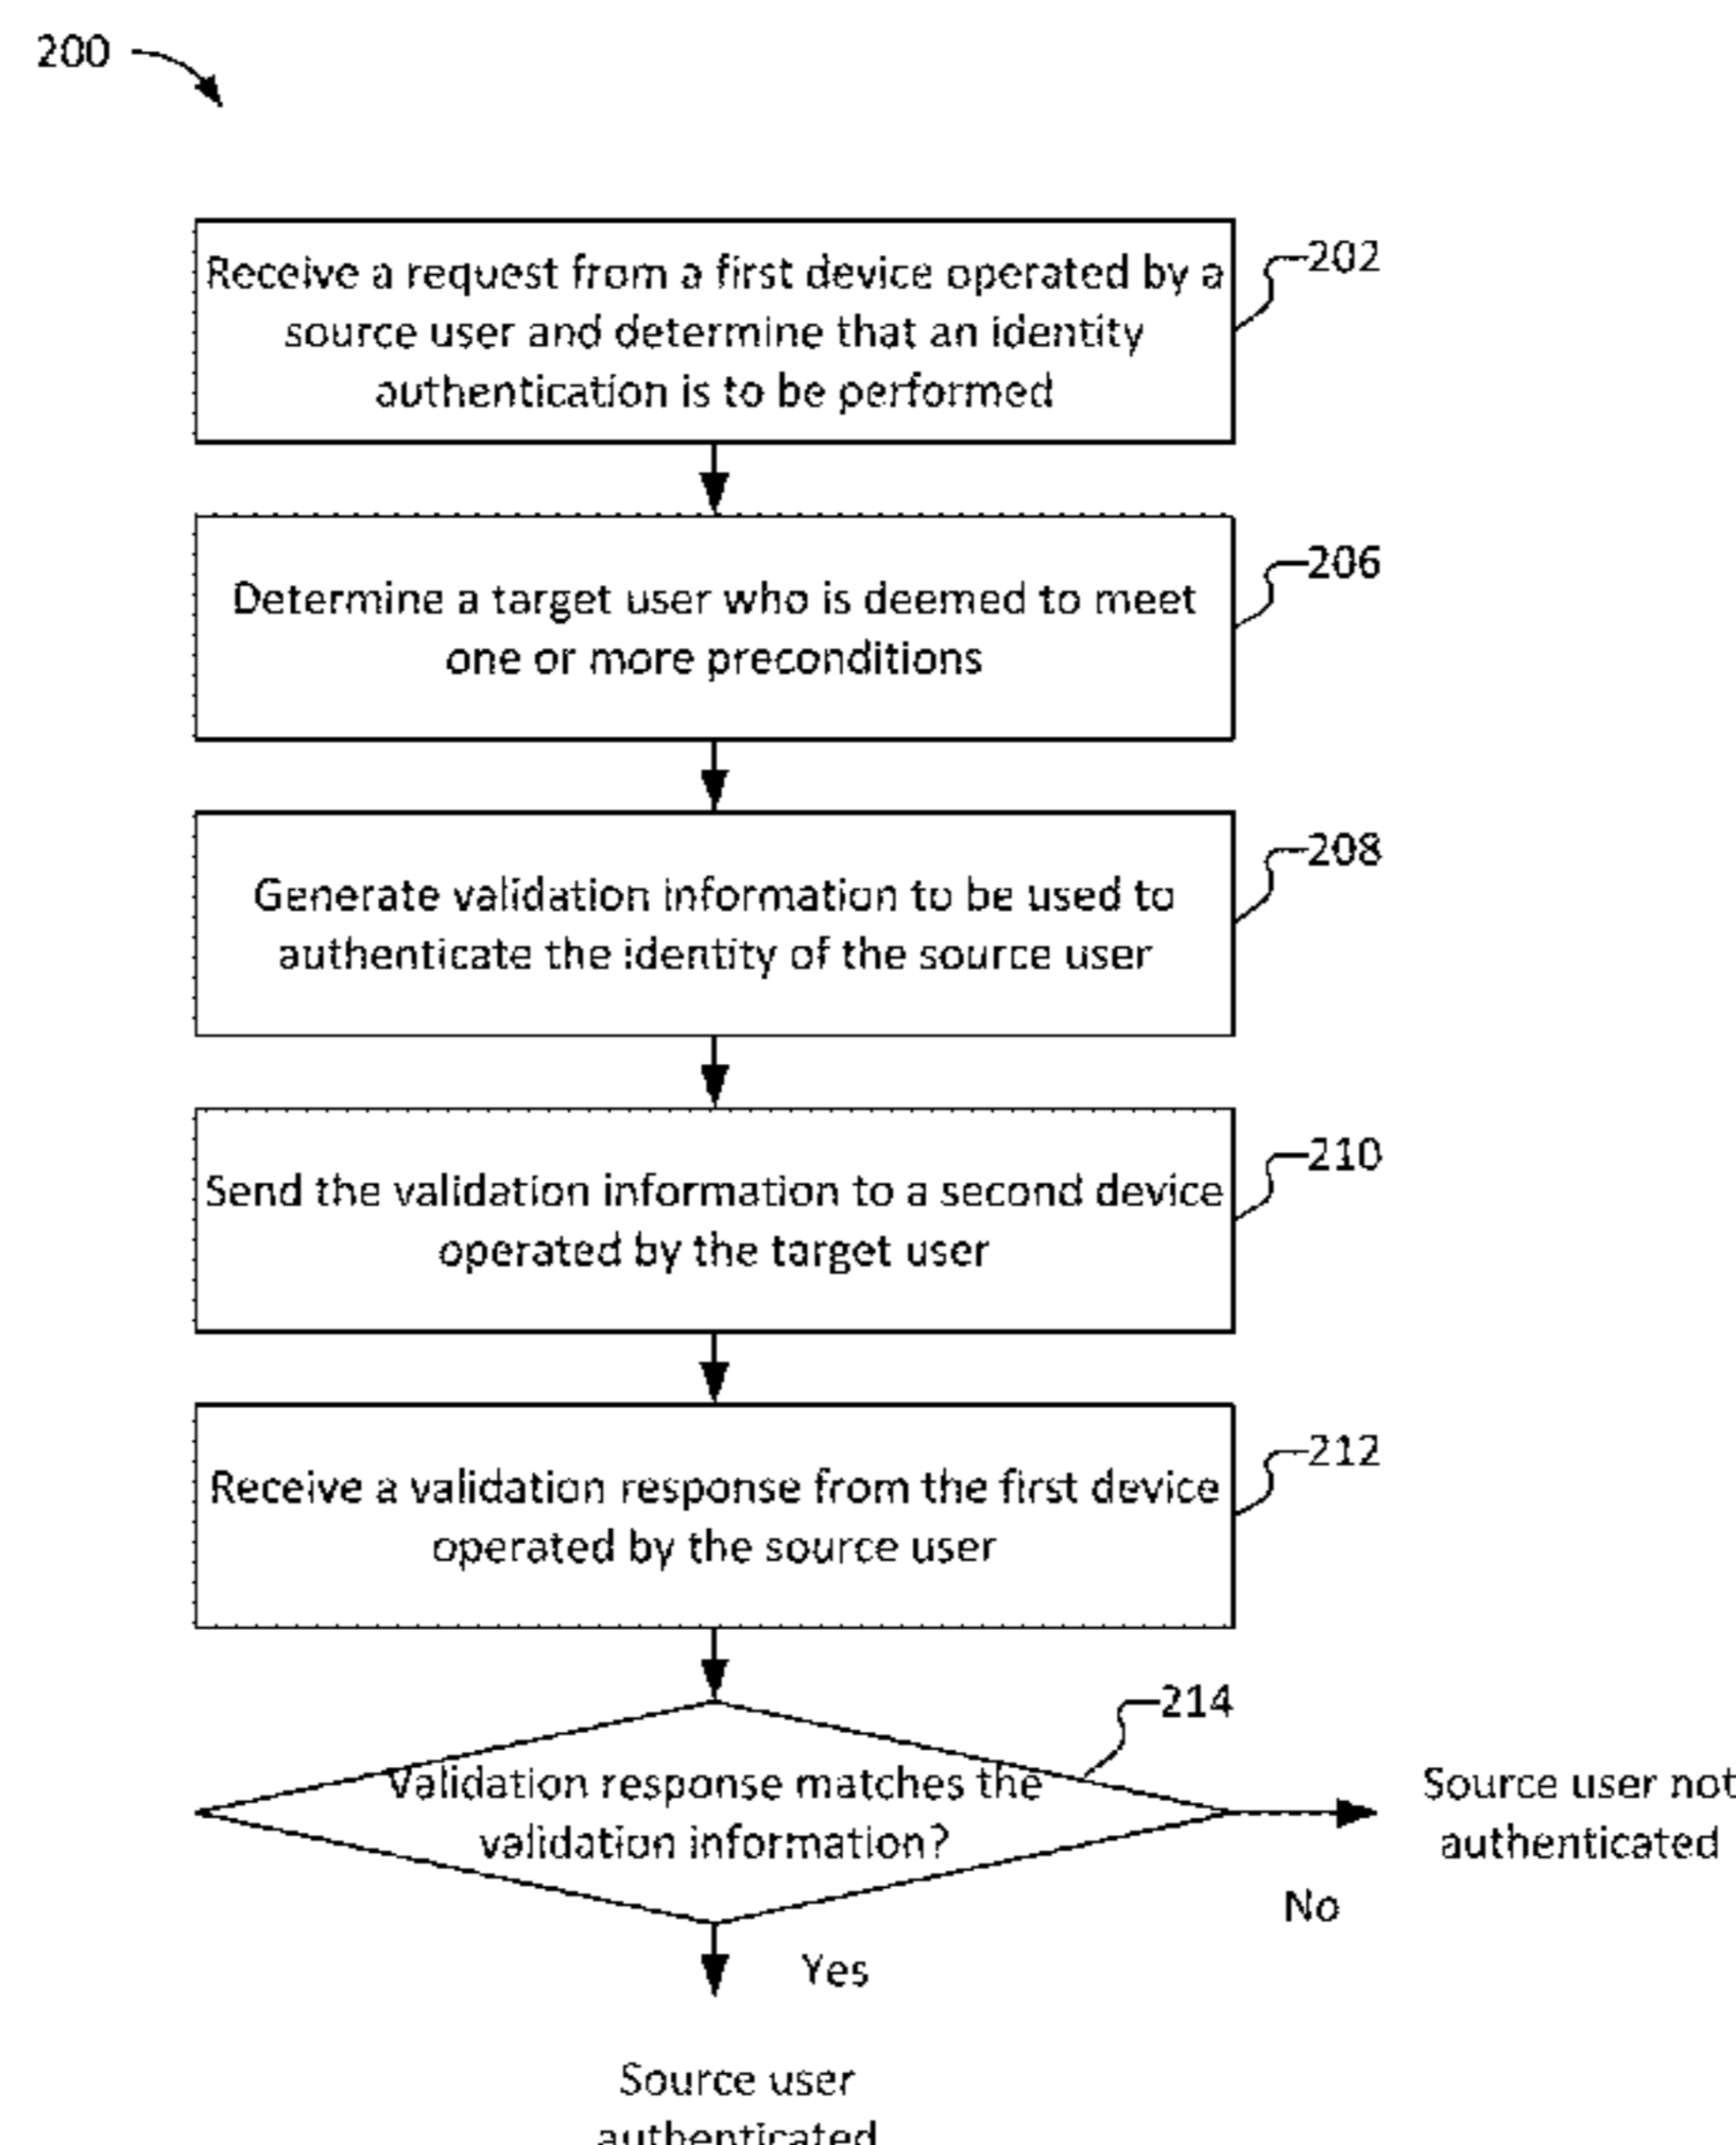 200
Receive a request from a first device operated by a
source user and determine that an identity
authentication is to be performed
202
Determine a target user who is deemed to meet
one or more preconditions
206
Generate validation information to be used to
authenticate the identity of the source user
208
Send the validation information to a second device
operated by the target user
210
Receive a validation response from the first device
operated by the source user
212
214
Validation response matches the
validation information?
Source user not
authenticated
No
Yes
Source user
authenticated